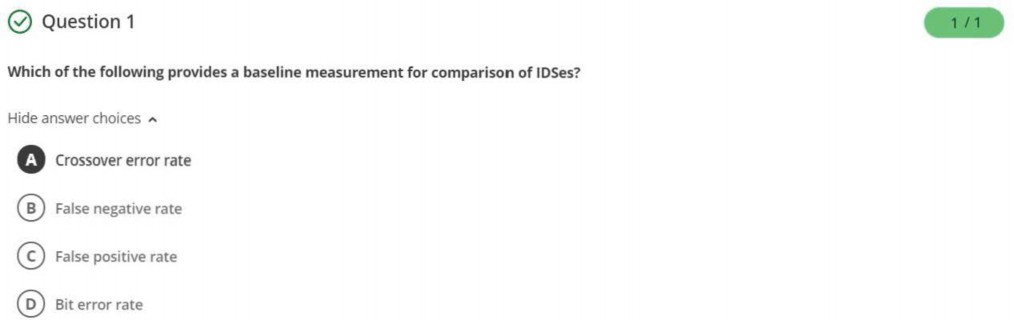 Question 1
1 / 1
Which of the following provides a baseline measurement for comparison of IDSes?
Hide answer choices
A Crossover error rate
B False negative rate
C False positive rate
D Bit error rate